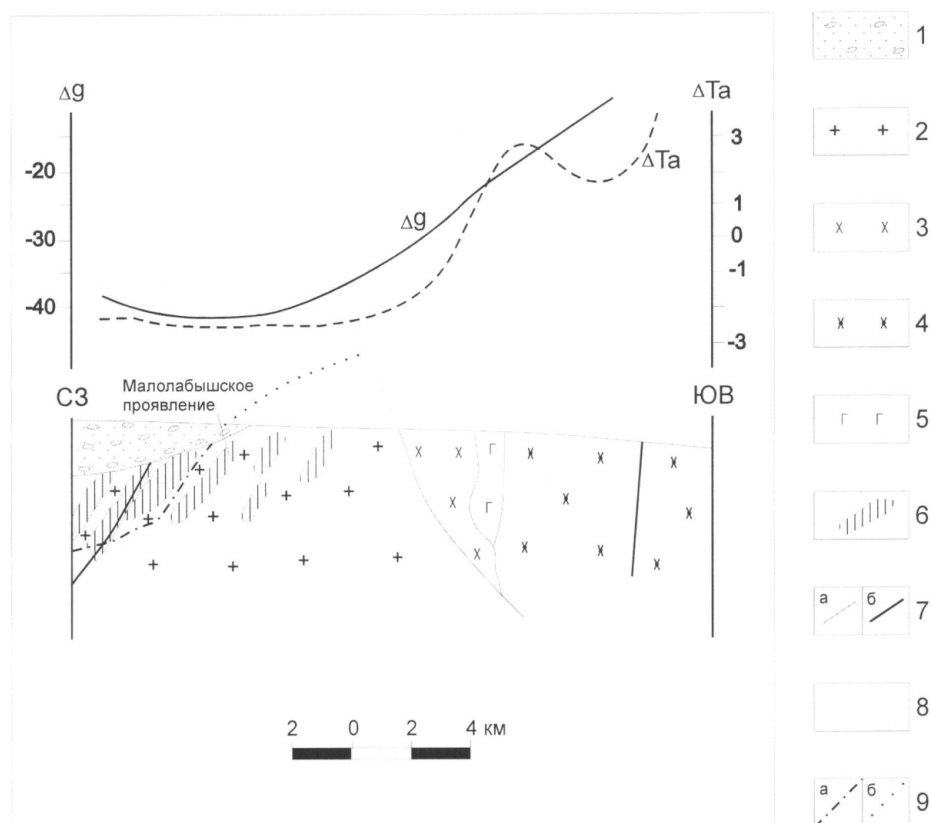 Δg
ΔTa
-20
-30
-40
3
1
0
-1
-3
Δg
ΔTa
СЗ
ЮВ
Малолабышское
проявление
+ + + + + + + + + + + +
x x x x
г г
x x x x x x x x x
2 0 2 4 км
1
+ + 2
x x 3
x x 4
г г 5
6
а б 7
8
а б 9